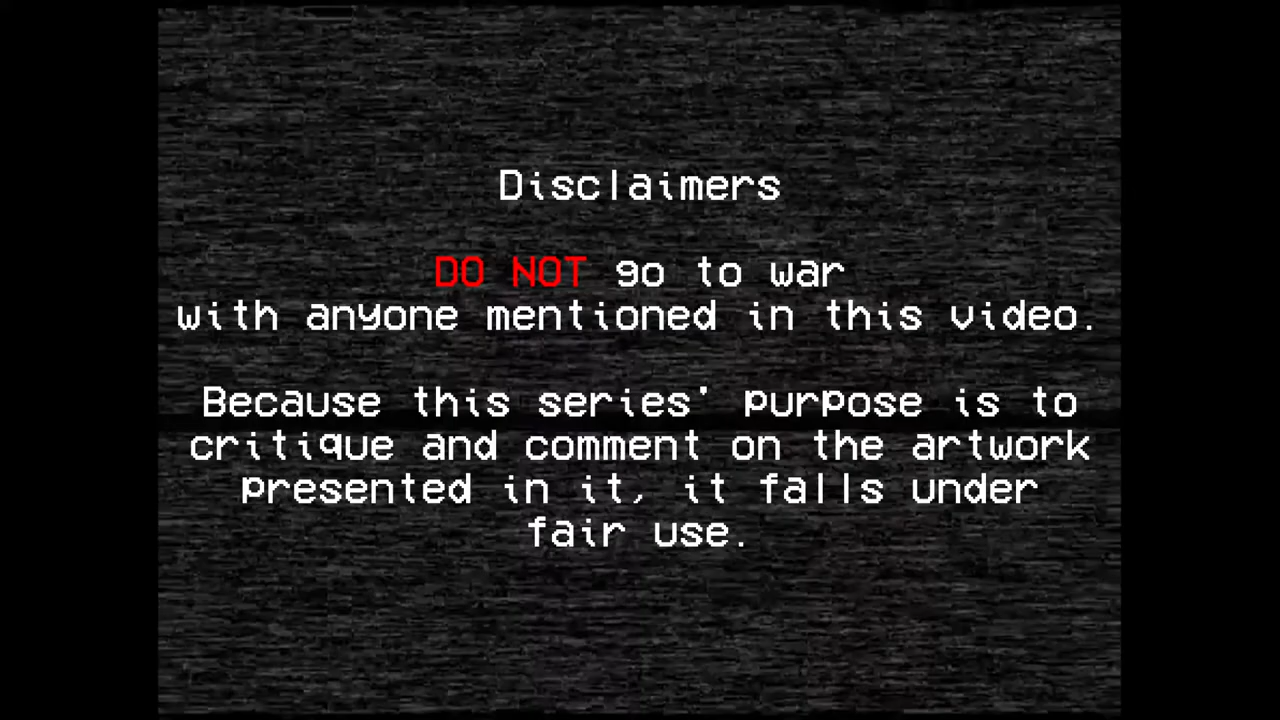 Disclaimers
DO NOT go to war
with anyone mentioned in this video.
Because this series' purpose is to
critique and comment on the artwork
presented in it, it falls under
fair use.